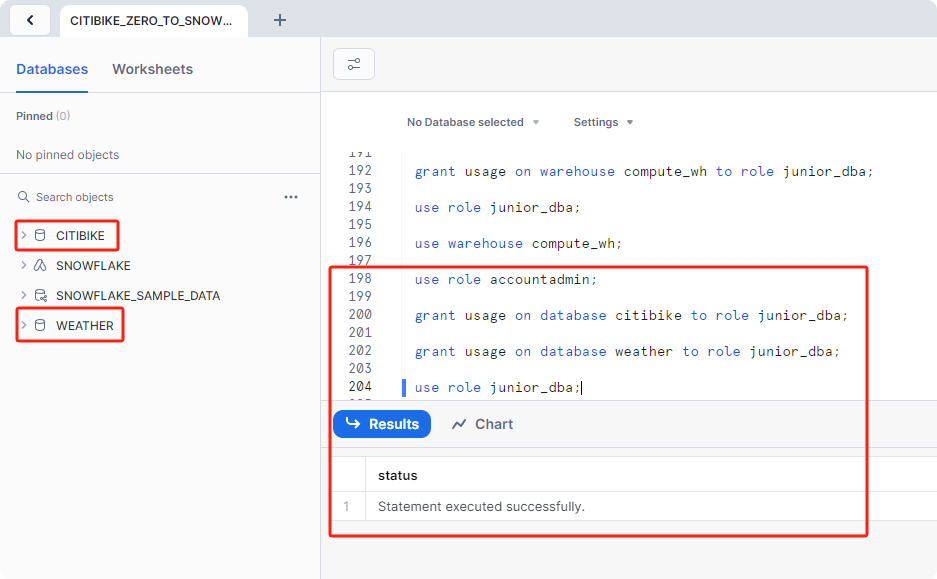 CITIBIKE_ZERO_TO_SNOW...
Databases
Worksheets
Pinned (0)
No pinned objects
Search objects
CITIBIKE
SNOWFLAKE
SNOWFLAKE_SAMPLE_DATA
WEATHER
No Database selected
Settings
191
192 grant usage on warehouse compute_wh to role junior_dba;
193
194 use role junior_dba;
195
196 use warehouse compute_wh;
197
198 use role accountadmin;
199
200 grant usage on database citibike to role junior_dba;
201
202 grant usage on database weather to role junior_dba;
203
204 use role junior_dba;
Results
Chart
status
1 Statement executed successfully.